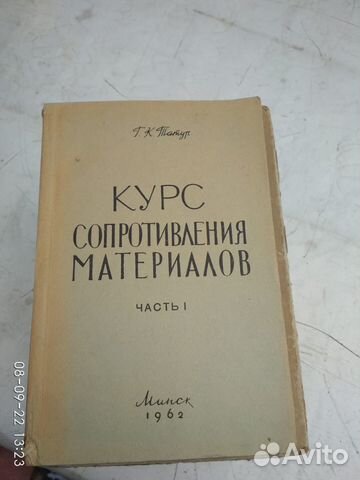 Г. К. Татур
КУРС
СОПРОТИВЛЕНИЯ
МАТЕРИАЛОВ
ЧАСТЬ I
Минск
1962
08-09-22 13:23
Avito